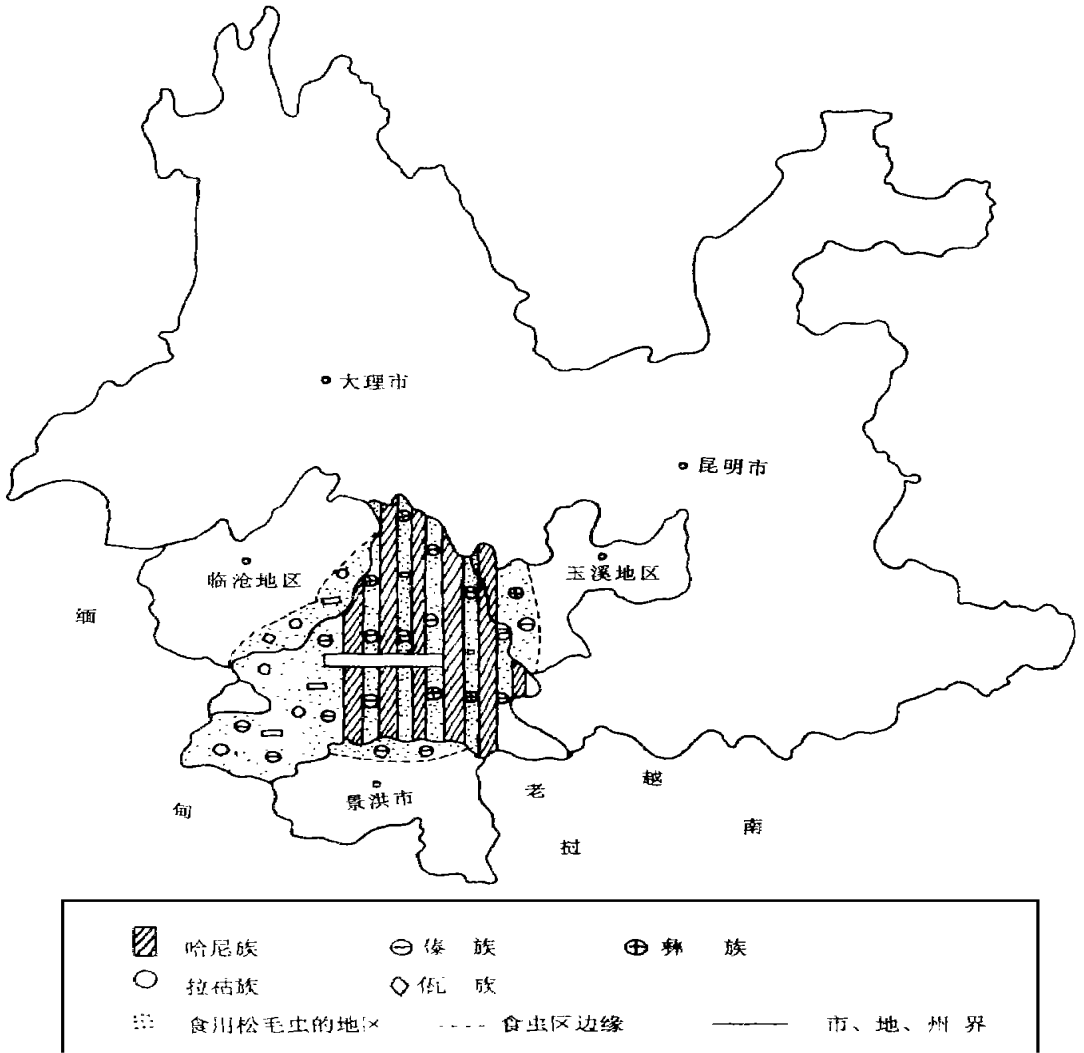 大理市
昆明市
临沧地区
玉溪地区
缅
景洪市
老
越
甸
南
挝
哈尼族
傣 族
彝 族
拉祜族
佤 族
食用松毛虫的地区
食虫区边缘
市、地、州 界